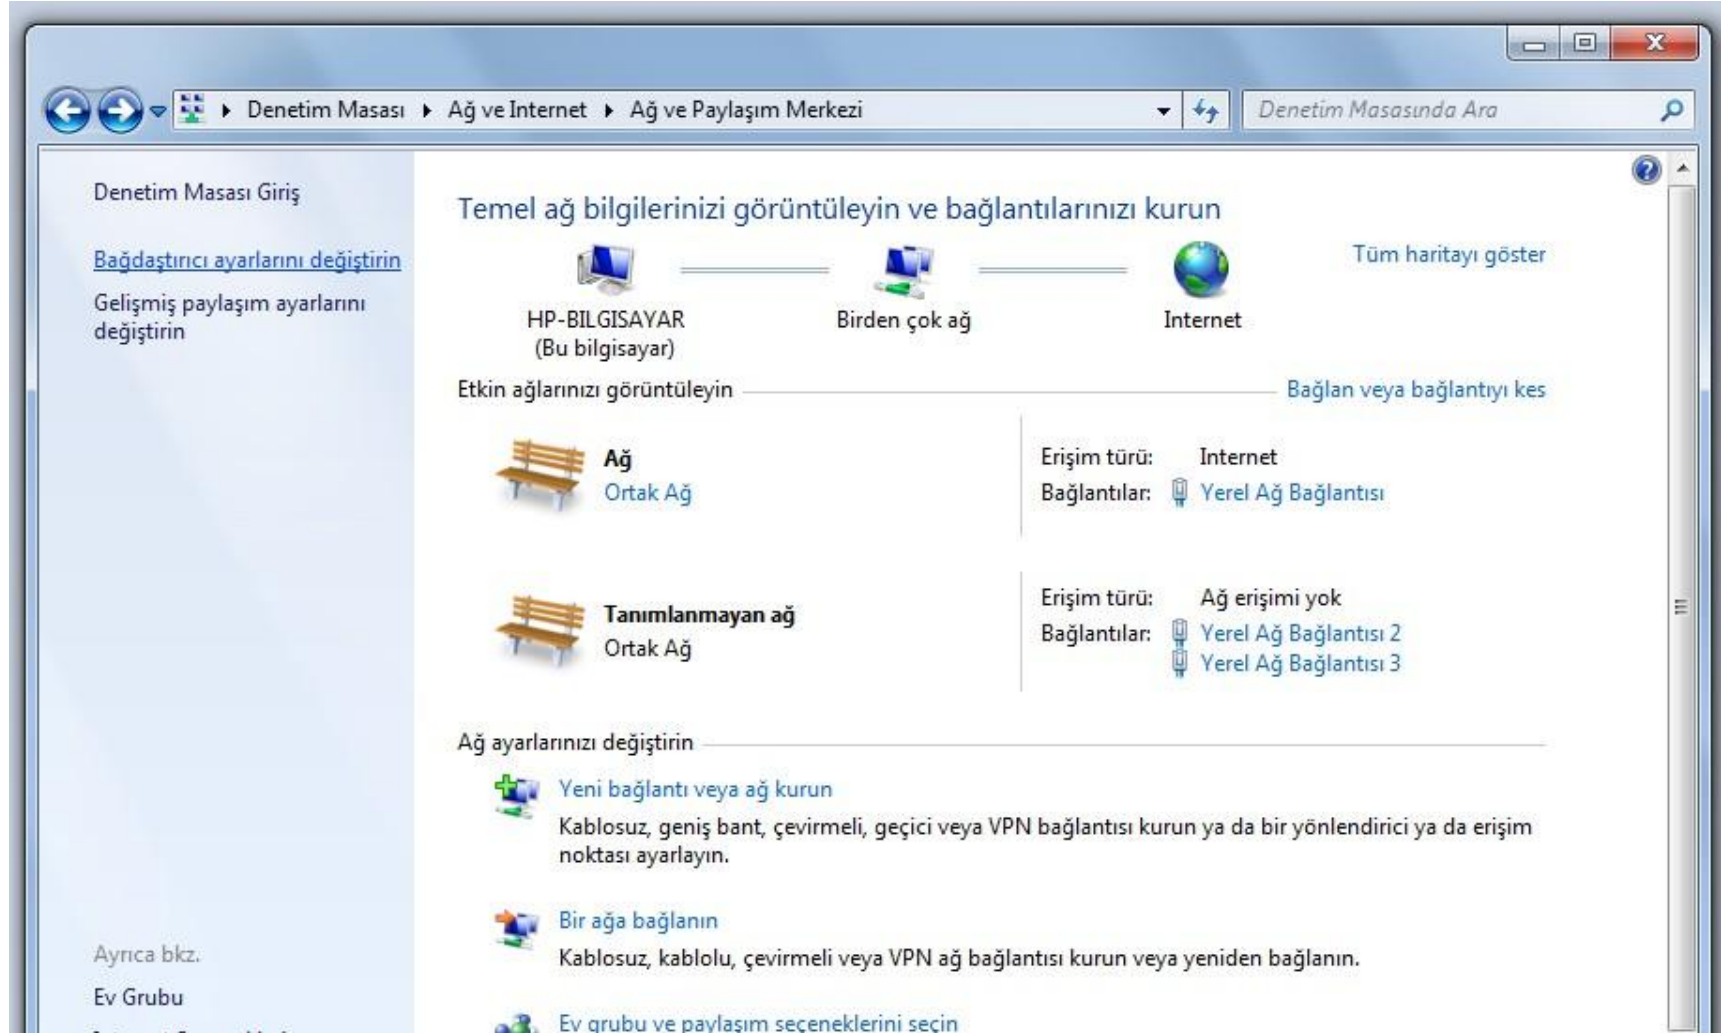 Denetim Masası
Ağ ve Internet
Ağ ve Paylaşım Merkezi
Denetim Masasında Ara
Denetim Masası Giriş
Bağdaştırıcı ayarlarını değiştirin
Gelişmiş paylaşım ayarlarını
değiştirin
Temel ağ bilgilerinizi görüntüleyin ve bağlantılarınızı kurun
Tüm haritayı göster
HP-BILGISAYAR
(Bu bilgisayar)
Birden çok ağ
Internet
Etkin ağlarınızı görüntüleyin
Bağlan veya bağlantıyı kes
Ağ
Ortak Ağ
Erişim türü: Internet
Bağlantılar: Yerel Ağ Bağlantısı
Tanımlanmayan ağ
Ortak Ağ
Erişim türü: Ağ erişimi yok
Bağlantılar: Yerel Ağ Bağlantısı 2
Yerel Ağ Bağlantısı 3
Ağ ayarlarınızı değiştirin
Yeni bağlantı veya ağ kurun
Kablosuz, geniş bant, çevirmeli, geçici veya VPN bağlantısı kurun ya da bir yönlendirici ya da erişim
noktası ayarlayın.
Bir ağa bağlanın
Kablosuz, kablolu, çevirmeli veya VPN ağ bağlantısı kurun veya yeniden bağlanın.
Ev grubu ve paylaşım seçeneklerini seçin
Ayrıca bkz.
Ev Grubu